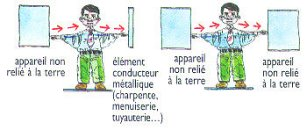 appareil non
relié à la terre
élément
conducteur
métallique
(charpente,
menuiserie,
tuyauterie...)
appareil
non
relié à
la terre
appareil
non
relié à
la terre